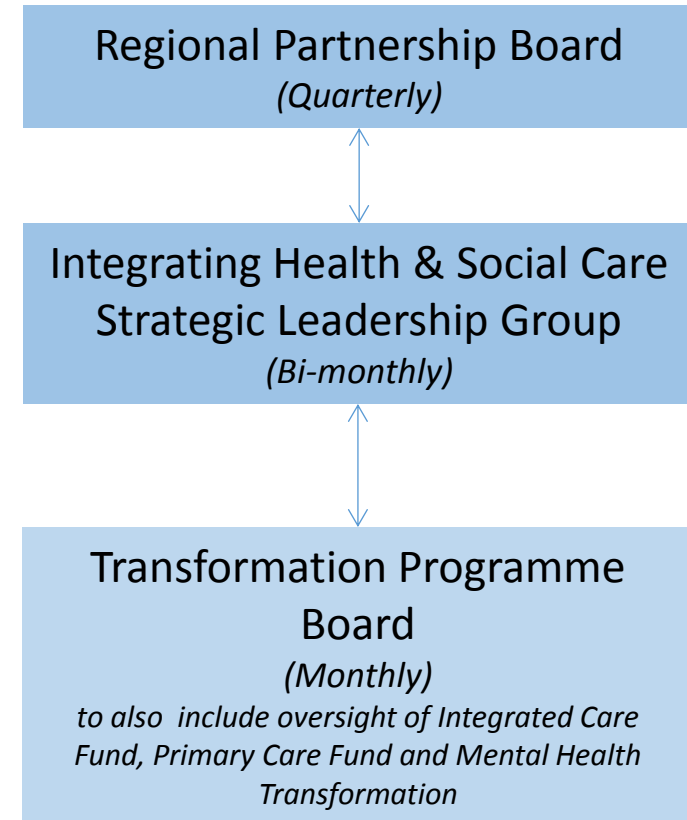 Regional Partnership Board
(Quarterly)
Integrating Health & Social Care
Strategic Leadership Group
(Bi-monthly)
Transformation Programme
Board
(Monthly)
to also  include oversight of Integrated Care
Fund, Primary Care Fund and Mental Health
Transformation